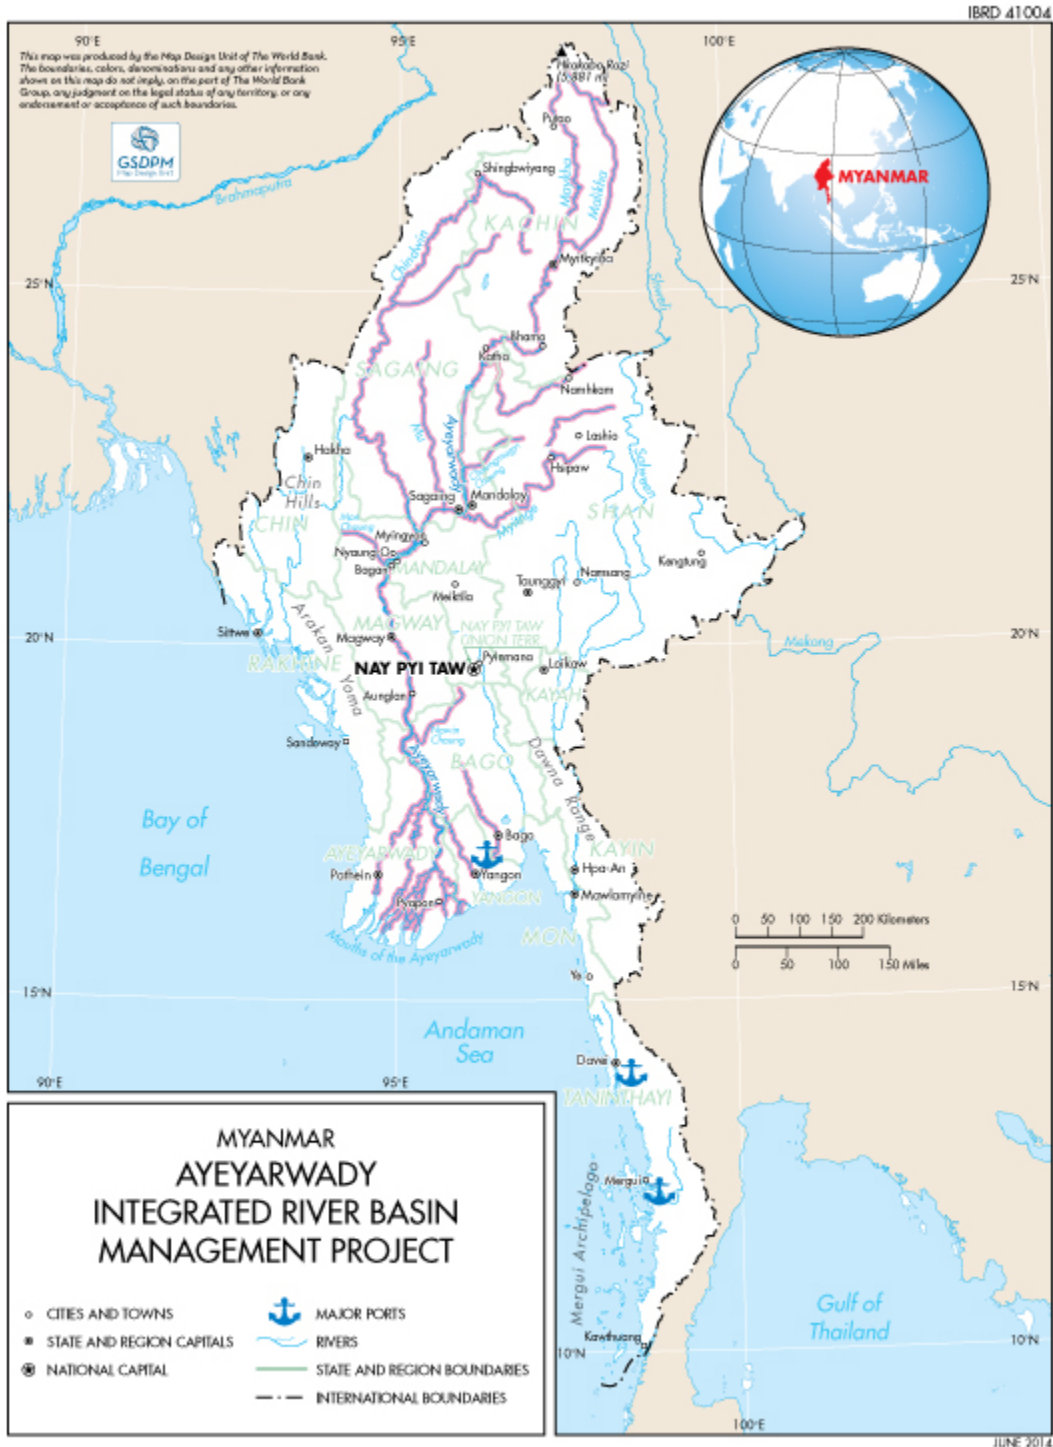 IBRD 41004
90°E
95°E
100°E
This map was produced by the Map Design Unit of The World Bank.
The boundaries, colors, denominations and any other information
shown on this map do not imply, on the part of The World Bank
Group, any judgment on the legal status of any territory, or any
endorsement or acceptance of such boundaries.
GSDPM
Map Design Unit
Hkakabo Razi
(5,881 m)
Putao
Brahmaputra
Shingbwiyang
Maykha
Malikha
KACHIN
MYANMAR
Chindwin
Myitkyina
25°N
25°N
Shweli
Bhamo
Katha
SAGAING
Namhkam
Mu
Ayeyarwady
Lashio
Salween
Hakha
Hsipaw
Chin
Hills
Sagaing
Mandalay
CHIN
SHAN
Myitnge
Chaung
Myingyan
Nyaung-Oo
Bagan
MANDALAY
Kengtung
Meiktila
Taunggyi
Namsang
Arakan
Yoma
MAGWAY
NAY PYI TAW
UNION TERR.
Sittwe
Magway
20°N
20°N
Mekong
RAKHINE
NAY PYI TAW
Pyinmana
Loikaw
Aunglan
KAYAH
Sandoway
Chaung
Ayeyarwady
BAGO
Dawna Range
Bay of
Bengal
Bago
AYEYARWADY
KAYIN
Pathein
Yangon
Hpa-An
Pyapon
YANGON
Mawlamyine
Mouths of the Ayeyarwady
MON
0 50 100 150 200 Kilometers
0 50 100 150 Miles
Ye
15°N
15°N
Andaman
Sea
Dawei
90°E
95°E
TANINTHAYI
Mergui
Mergui Archipelago
Gulf of
Thailand
Kawthuang
10°N
10°N
100°E
MYANMAR
AYEYARWADY
INTEGRATED RIVER BASIN
MANAGEMENT PROJECT
CITIES AND TOWNS
STATE AND REGION CAPITALS
NATIONAL CAPITAL
MAJOR PORTS
RIVERS
STATE AND REGION BOUNDARIES
INTERNATIONAL BOUNDARIES
JUNE 2014